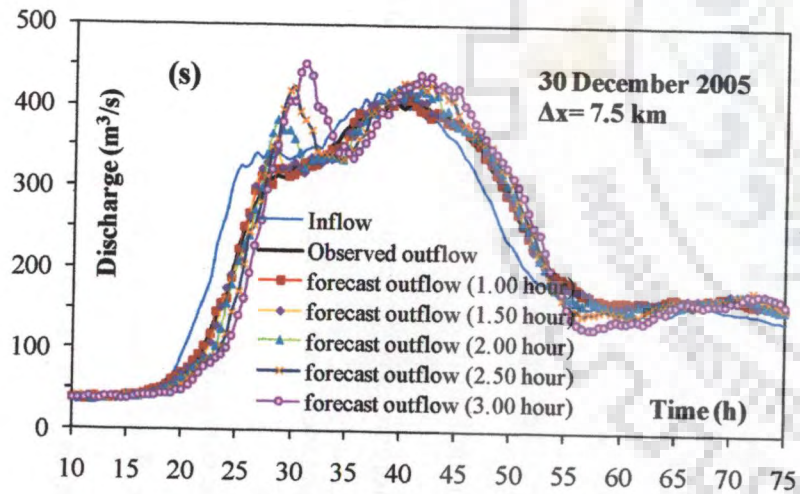 500
400
300
200
100
0
Discharge (m³/s)
(s)
30 December 2005
Δx= 7.5 km
Inflow
Observed outflow
forecast outflow (1.00 hour)
forecast outflow (1.50 hour)
forecast outflow (2.00 hour)
forecast outflow (2.50 hour)
forecast outflow (3.00 hour)
Time (h)
10 15 20 25 30 35 40 45 50 55 60 65 70 75